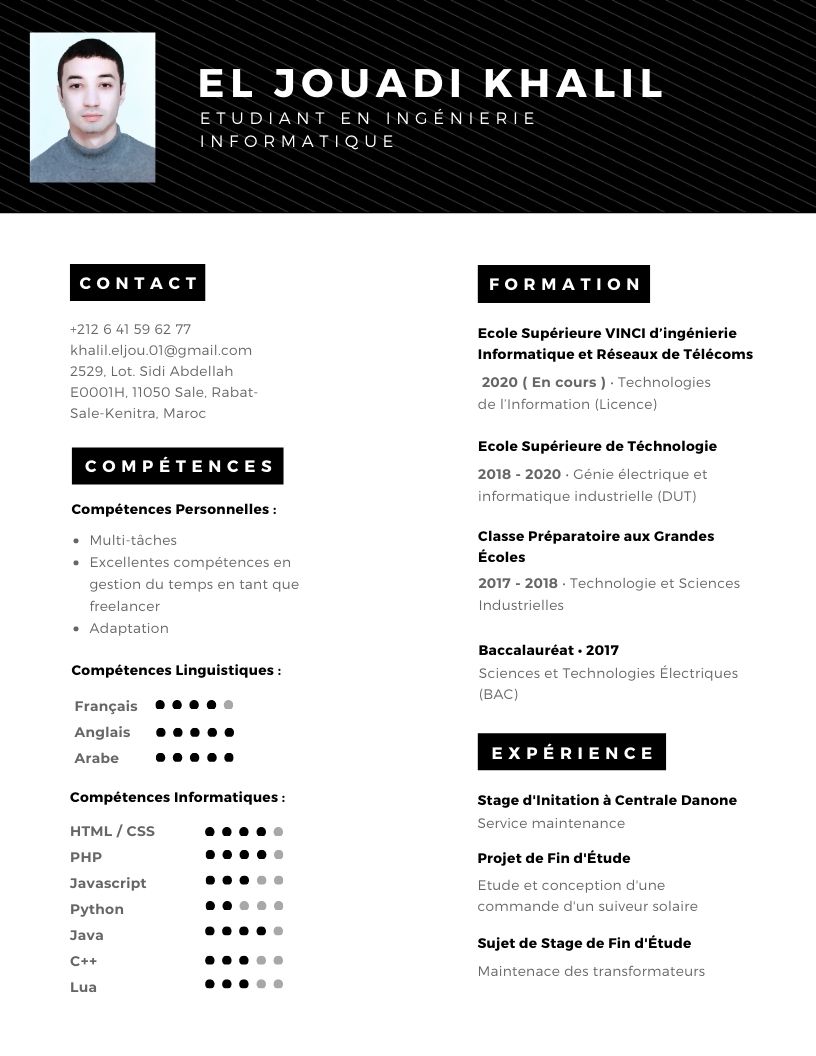 EL JOUADI KHALIL
ETUDIANT EN INGÉNIERIE
INFORMATIQUE
CONTACT
+212 6 41 59 62 77
khalil.eljou.01@gmail.com
2529, Lot. Sidi Abdellah
E0001H, 11050 Sale, Rabat-
Sale-Kenitra, Maroc
COMPÉTENCES
Compétences Personnelles :
• Multi-tâches
• Excellentes compétences en
gestion du temps en tant que
freelancer
• Adaptation
Compétences Linguistiques :
Français
Anglais
Arabe
Compétences Informatiques :
HTML / CSS
PHP
Javascript
Python
Java
C++
Lua
FORMATION
Ecole Supérieure VINCI d'ingénierie
Informatique et Réseaux de Télécoms
2020 ( En cours ) · Technologies
de l'Information (Licence)
Ecole Supérieure de Téchnologie
2018 - 2020 · Génie électrique et
informatique industrielle (DUT)
Classe Préparatoire aux Grandes
Écoles
2017 - 2018 · Technologie et Sciences
Industrielles
Baccalauréat • 2017
Sciences et Technologies Électriques
(BAC)
EXPÉRIENCE
Stage d'Initation à Centrale Danone
Service maintenance
Projet de Fin d'Étude
Etude et conception d'une
commande d'un suiveur solaire
Sujet de Stage de Fin d'Étude
Maintenace des transformateurs